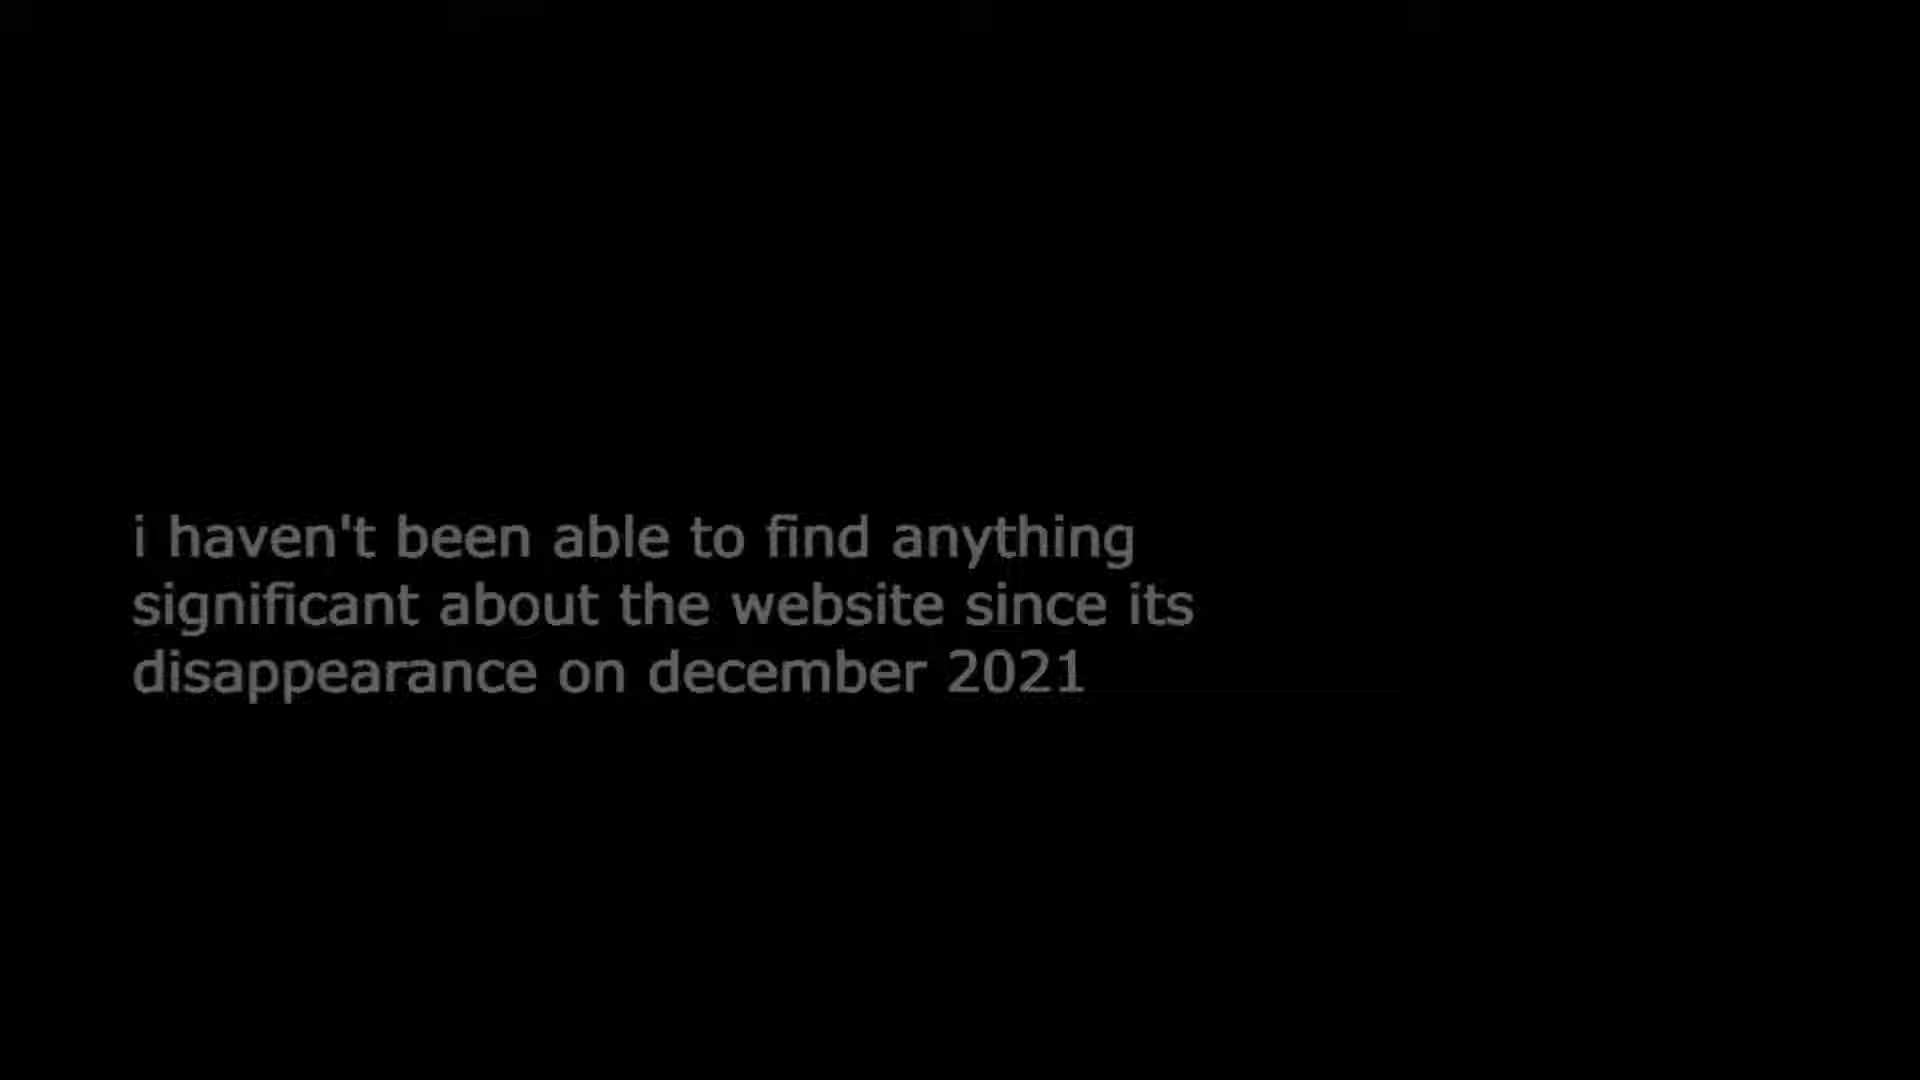 i haven't been able to find anything
significant about the website since its
disappearance on december 2021